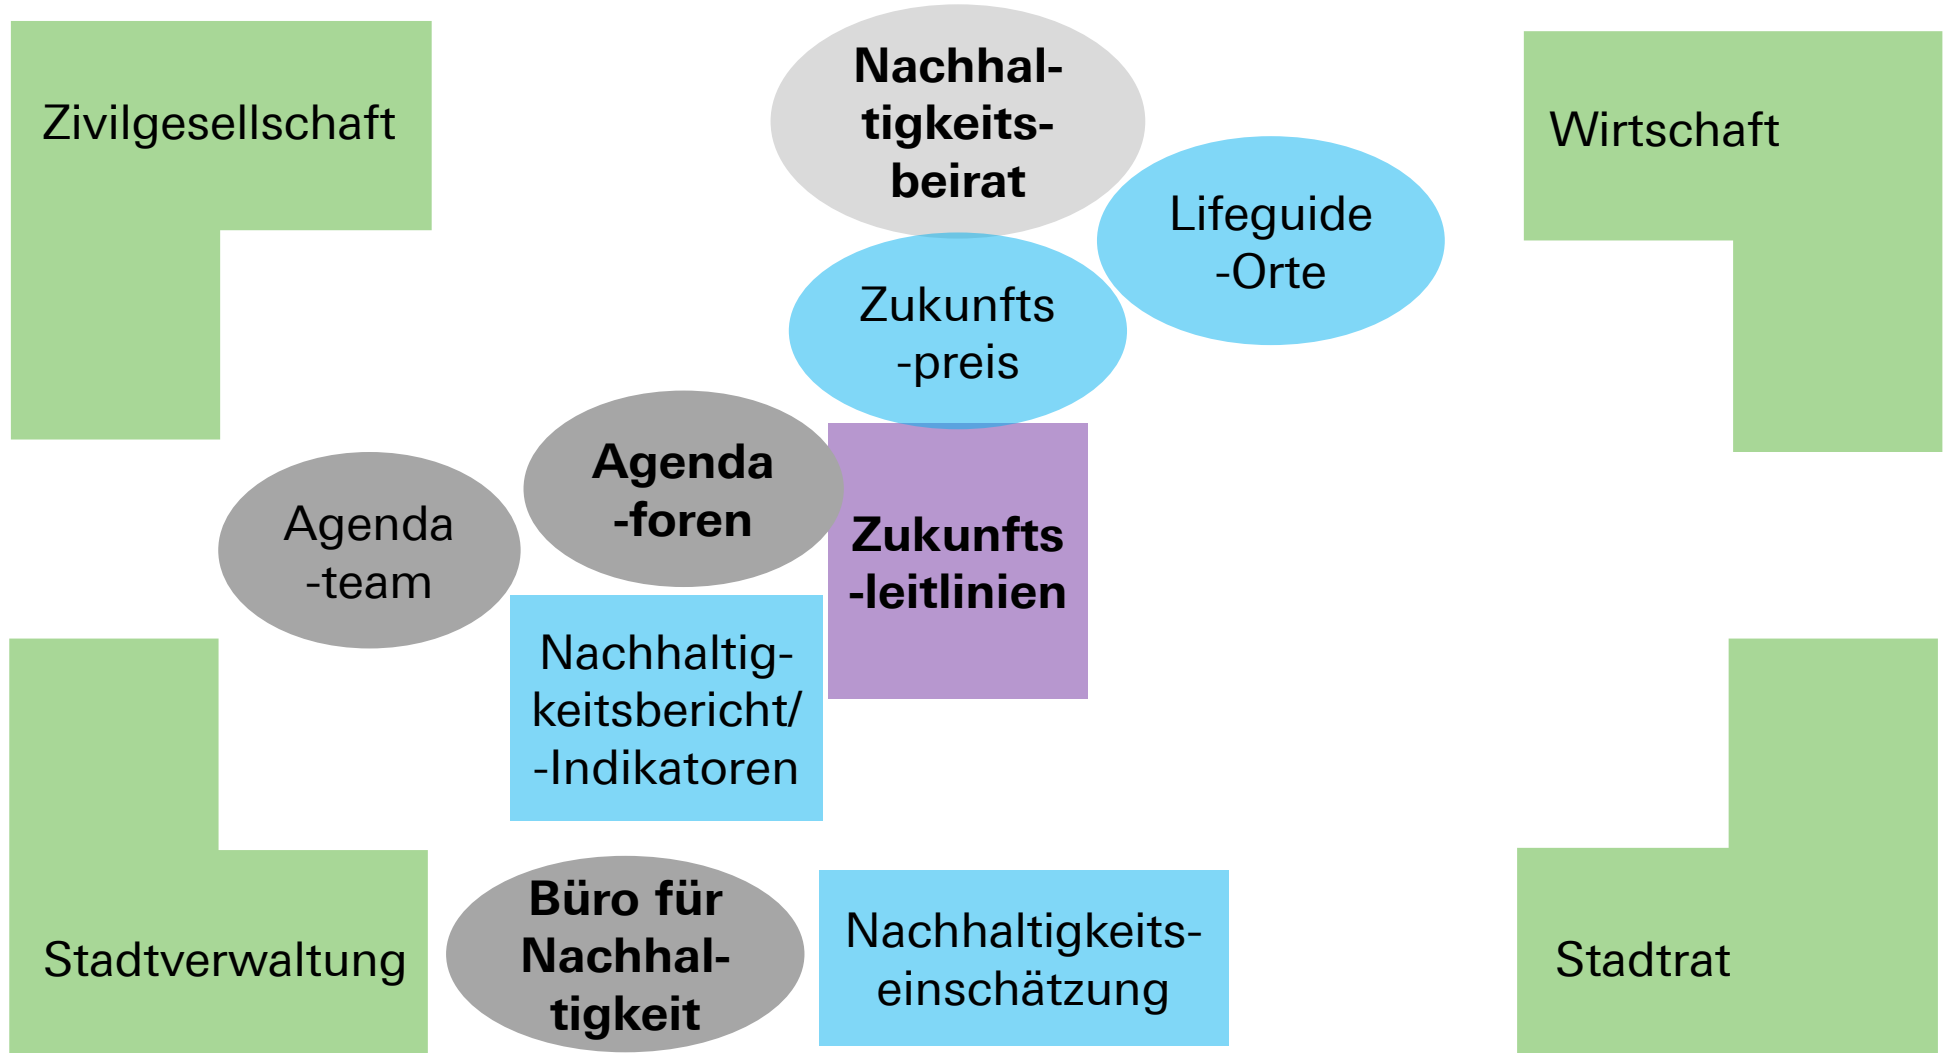 Zivilgesellschaft
Nachhal-
tigkeits-
beirat
Wirtschaft
Lifeguide
-Orte
Zukunfts
-preis
Agenda
-foren
Agenda
-team
Zukunfts
-leitlinien
Nachhaltig-
keitsbericht/
-Indikatoren
Stadtverwaltung
Büro für
Nachhal-
tigkeit
Nachhaltigkeits-
einschätzung
Stadtrat